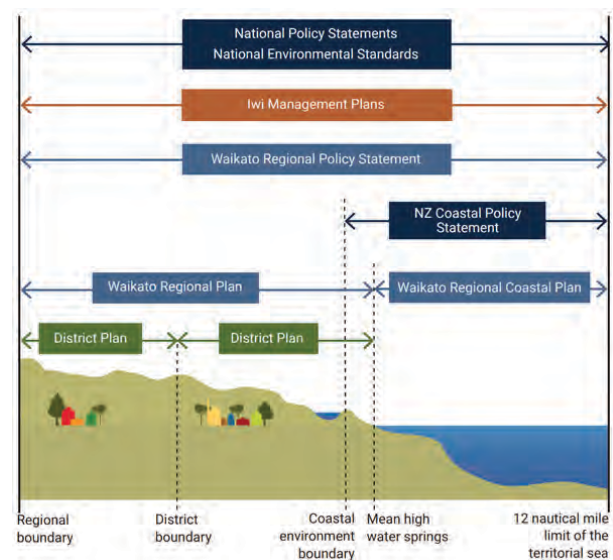 National Policy Statements
National Environmental Standards
Iwi Management Plans
Waikato Regional Policy Statement
NZ Coastal Policy
Statement
Waikato Regional Plan
Waikato Regional Coastal Plan
District Plan
District Plan
Regional
boundary
District
boundary
Coastal
environment
boundary
Mean high
water springs
12 nautical mile
limit of the
territorial sea